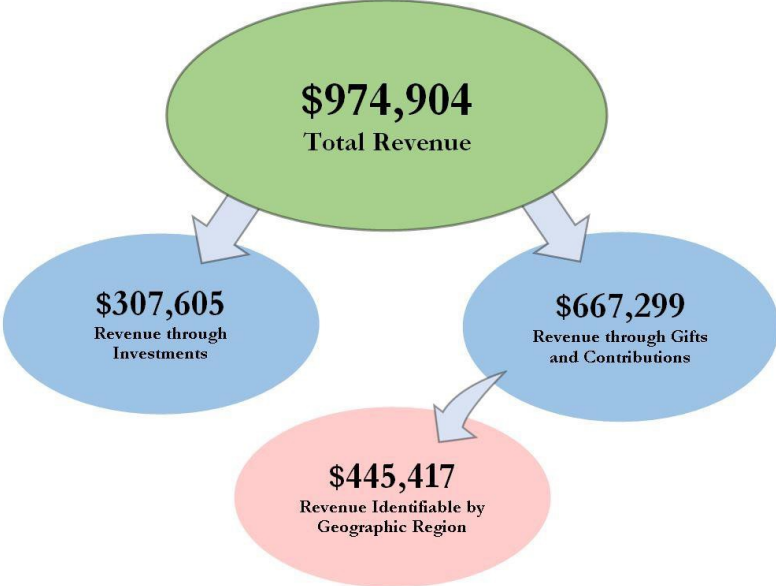 $974,904
Total Revenue
$307,605
Revenue through
Investments
$667,299
Revenue through Gifts
and Contributions
$445,417
Revenue Identifiable by
Geographic Region